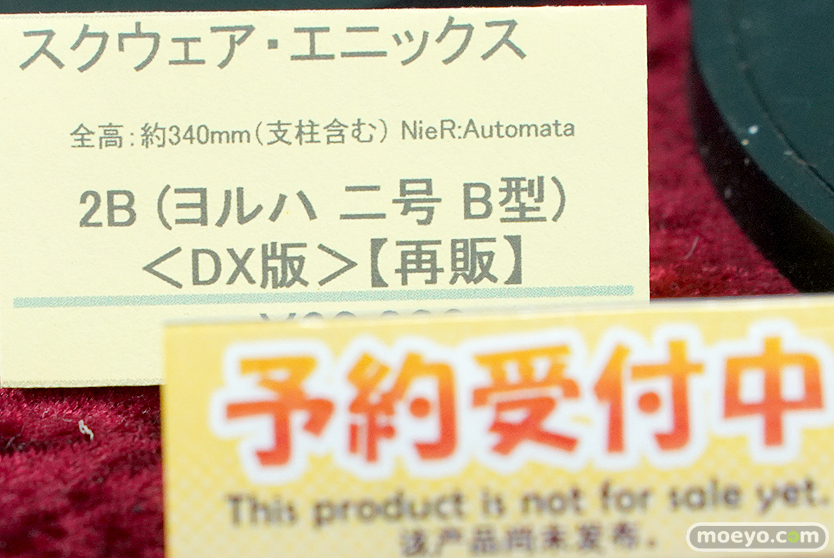 スクウェア・エニックス
全高：約340mm（支柱含む） NieR:Automata
2B（ヨルハ 二号 B型）
＜DX版＞【再販】
予約受付中
This product is not for sale yet.
该产品尚未发布.
moeyo.com